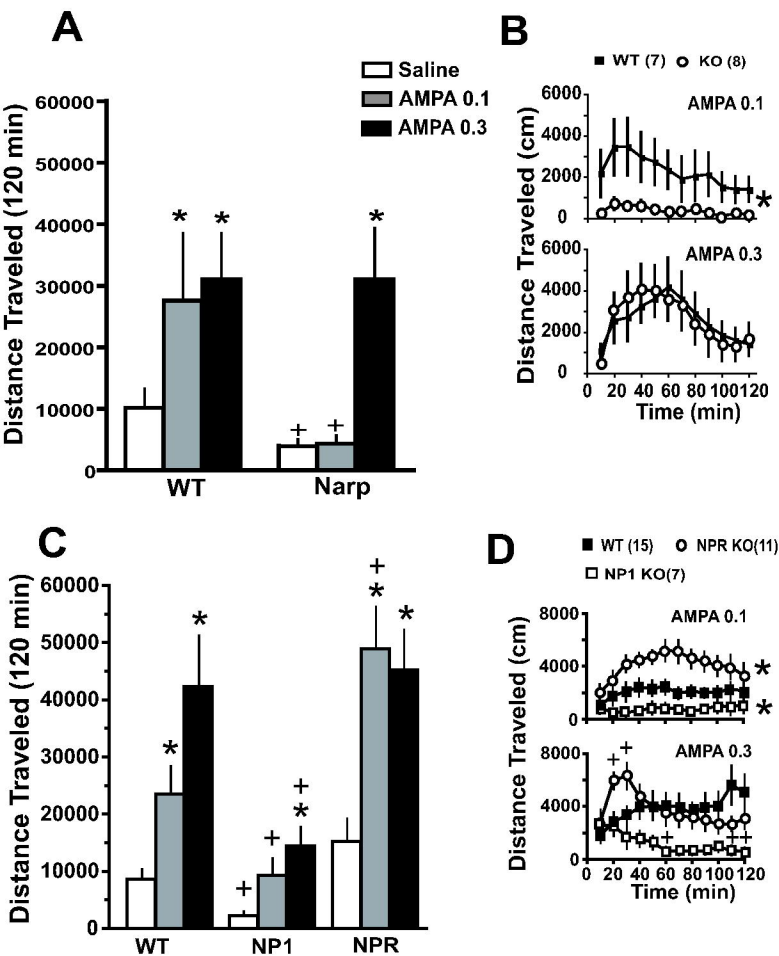 A
Saline
AMPA 0.1
AMPA 0.3
Distance Traveled (120 min)
60000
50000
40000
30000
20000
10000
0
* * *
+ +
WT Narp
B
WT (7) KO (8)
Distance Traveled (cm)
AMPA 0.1
6000
4000
2000
0
*
AMPA 0.3
6000
4000
2000
0
20 40 60 80 100 120
Time (min)
C
Distance Traveled (120 min)
60000
50000
40000
30000
20000
10000
0
* *
+ + + *
+ * *
WT NP1 NPR
D
WT (15) NPR KO(11)
NP1 KO(7)
Distance Traveled (cm)
AMPA 0.1
8000
4000
0
*
*
AMPA 0.3
8000
4000
0
+ +
+ ++
0 20 40 60 80 100 120
Time (min)